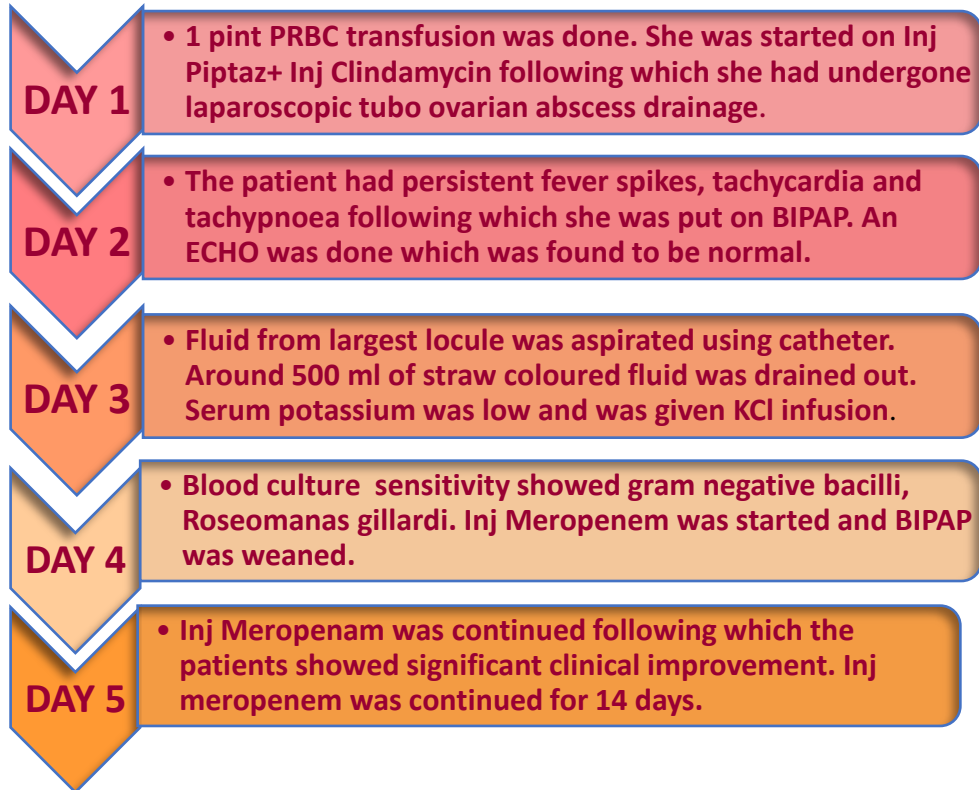 DAY 1
• 1 pint PRBC transfusion was done. She was started on Inj
Piptaz+ Inj Clindamycin following which she had undergone
laparoscopic tubo ovarian abscess drainage.
DAY 2
• The patient had persistent fever spikes, tachycardia and
tachypnoea following which she was put on BIPAP. An
ECHO was done which was found to be normal.
DAY 3
• Fluid from largest locule was aspirated using catheter.
Around 500 ml of straw coloured fluid was drained out.
Serum potassium was low and was given KCl infusion.
DAY 4
• Blood culture  sensitivity showed gram negative bacilli,
Roseomanas gillardi. Inj Meropenem was started and BIPAP
was weaned.
DAY 5
• Inj Meropenam was continued following which the
patients showed significant clinical improvement. Inj
meropenem was continued for 14 days.